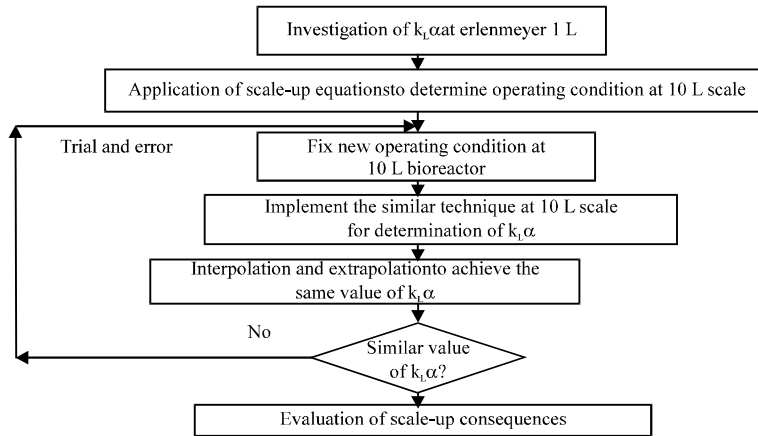 Investigation of kLαat erlenmeyer 1 L
Application of scale-up equationsto determine operating condition at 10 L scale
Trial and error
Fix new operating condition at
10 L bioreactor
Implement the similar technique at 10 L scale
for determination of kLα
Interpolation and extrapolationto achieve the
same value of kLα
No
Similar value
of kLα?
Evaluation of scale-up consequences